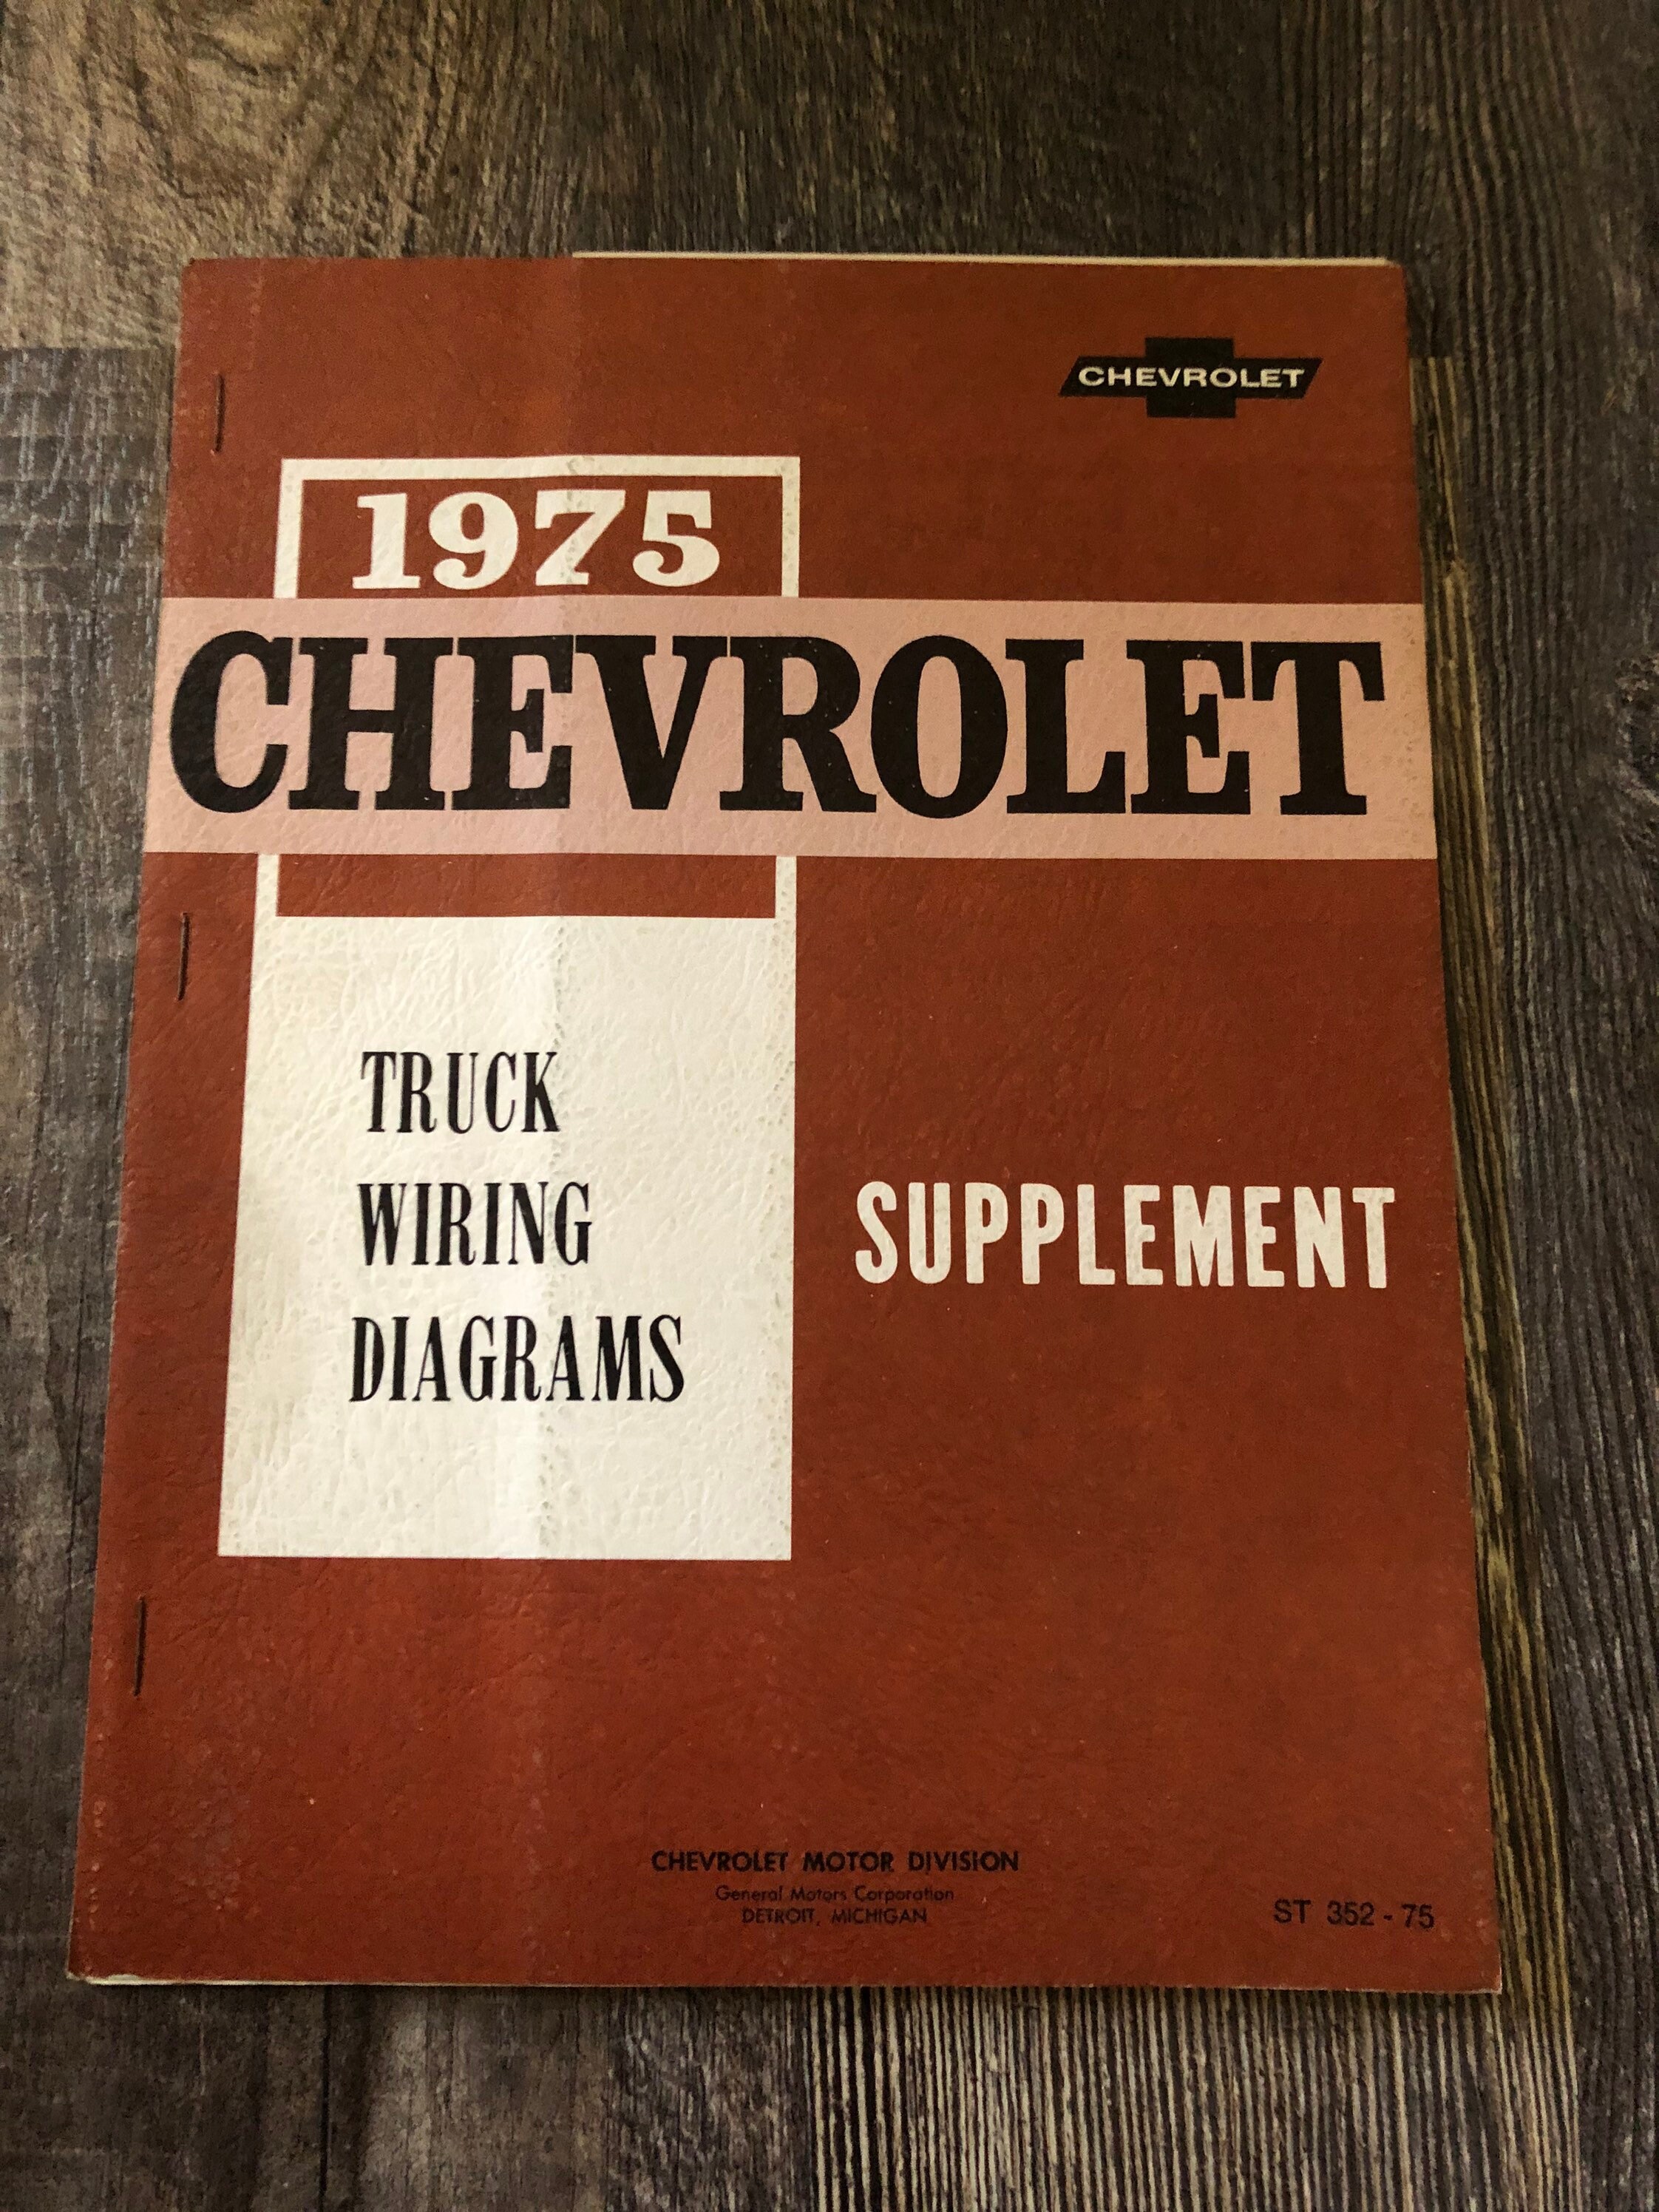 CHEVROLET
1975
CHEVROLET
TRUCK
WIRING
DIAGRAMS
SUPPLEMENT
CHEVROLET MOTOR DIVISION
General Motors Corporation
DETROIT, MICHIGAN
ST 352 - 75